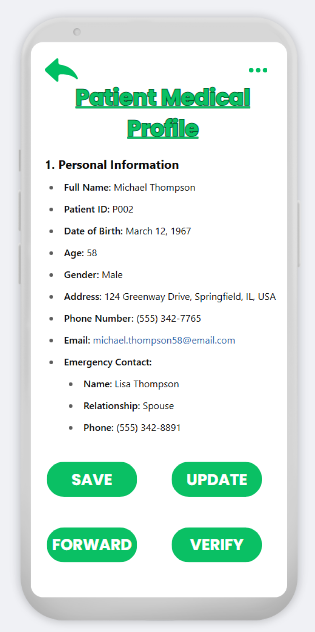 Patient Medical
Profile
1. Personal Information
• Full Name: Michael Thompson
• Patient ID: P002
• Date of Birth: March 12, 1967
• Age: 58
• Gender: Male
• Address: 124 Greenway Drive, Springfield, IL, USA
• Phone Number: (555) 342-7765
• Email: michael.thompson58@email.com
• Emergency Contact:
• Name: Lisa Thompson
• Relationship: Spouse
• Phone: (555) 342-8891
SAVE UPDATE
FORWARD VERIFY